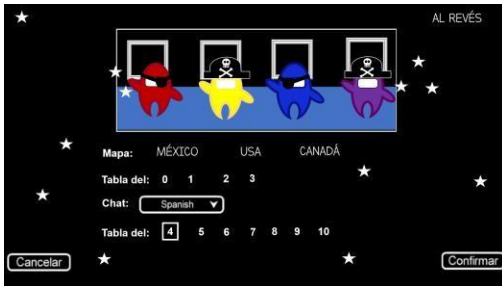 AL REVÉS
Mapa: MÉXICO USA CANADÁ
Tabla del: 0 1 2 3
Chat: Spanish
Tabla del: 4 5 6 7 8 9 10
Cancelar Confirmar